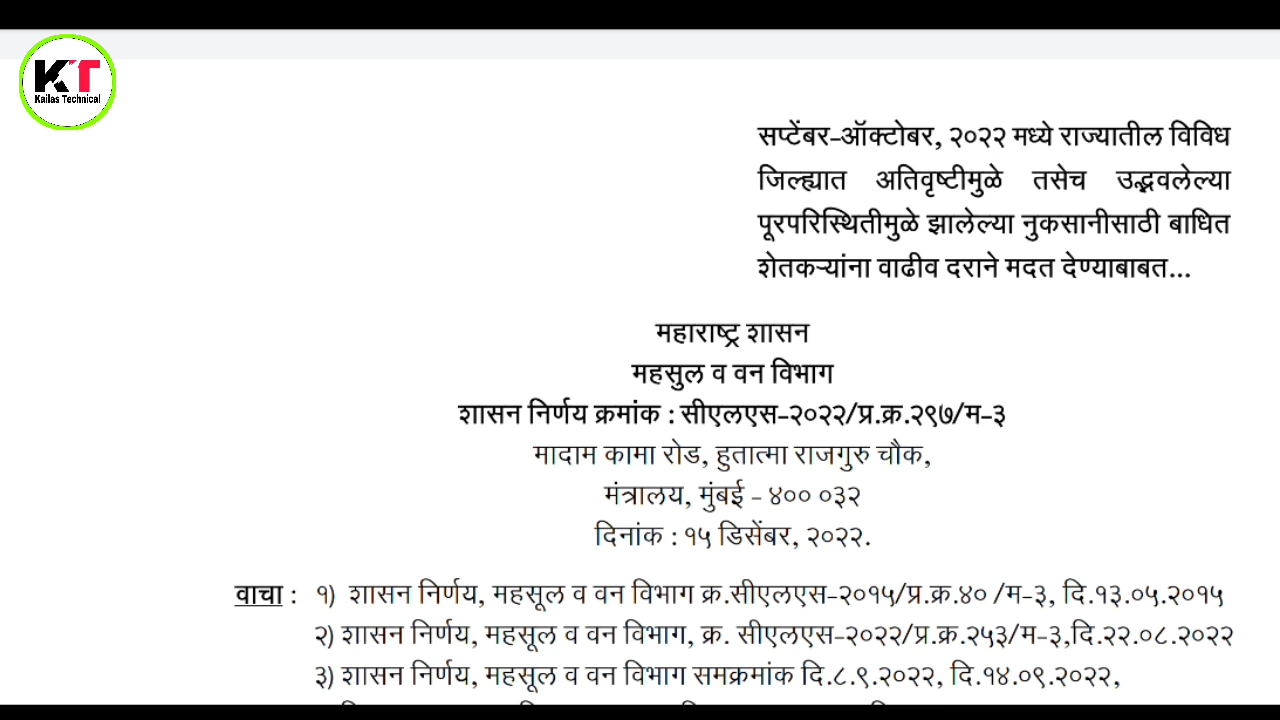 KT
Kailas Technical
सप्टेंबर-ऑक्टोबर, २०२२ मध्ये राज्यातील विविध
जिल्ह्यात अतिवृष्टीमुळे तसेच उद्भवलेल्या
पूरपरिस्थितीमुळे झालेल्या नुकसानीसाठी बाधित
शेतकऱ्यांना वाढीव दराने मदत देण्याबाबत...
महाराष्ट्र शासन
महसुल व वन विभाग
शासन निर्णय क्रमांक : सीएलएस-२०२२/प्र.क्र.२९७/म-३
मादाम कामा रोड, हुतात्मा राजगुरु चौक,
मंत्रालय, मुंबई - ४०० ०३२
दिनांक : १५ डिसेंबर, २०२२.
वाचा : १) शासन निर्णय, महसूल व वन विभाग क्र.सीएलएस-२०१५/प्र.क्र.४० /म-३, दि.१३.०५.२०१५
२) शासन निर्णय, महसूल व वन विभाग, क्र. सीएलएस-२०२२/प्र.क्र.२५३/म-३,दि.२२.०८.२०२२
३) शासन निर्णय, महसूल व वन विभाग समक्रमांक दि.८.९.२०२२, दि.१४.०९.२०२२,